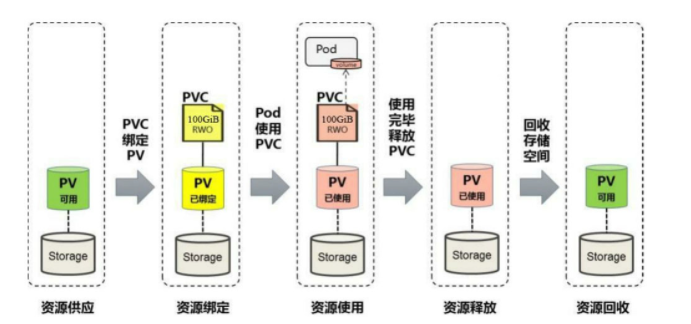 Pod
volume
PVC
100GiB
RWO
PVC
100GiB
RWO
PVC
绑定
PV
Pod
使用
PVC
使用
完毕
释放
PVC
回收
存储
空间
PV
可用
PV
已绑定
PV
已使用
PV
已使用
PV
可用
Storage
Storage
Storage
Storage
Storage
资源供应
资源绑定
资源使用
资源释放
资源回收